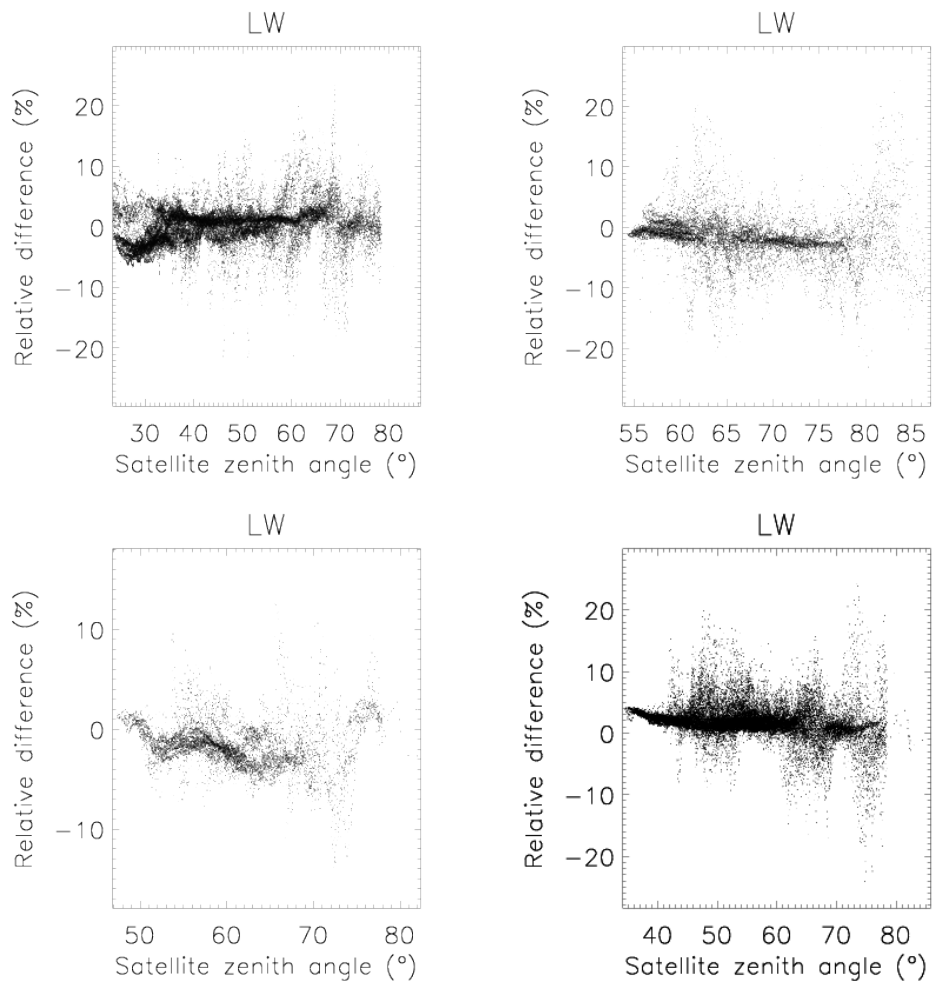 LW
Relative difference (%)
20
10
0
−10
−20
30 40 50 60 70 80
Satellite zenith angle (°)
LW
Relative difference (%)
20
10
0
−10
−20
55 60 65 70 75 80 85
Satellite zenith angle (°)
LW
Relative difference (%)
10
0
−10
50 60 70 80
Satellite zenith angle (°)
LW
Relative difference (%)
20
10
0
−10
−20
40 50 60 70 80
Satellite zenith angle (°)